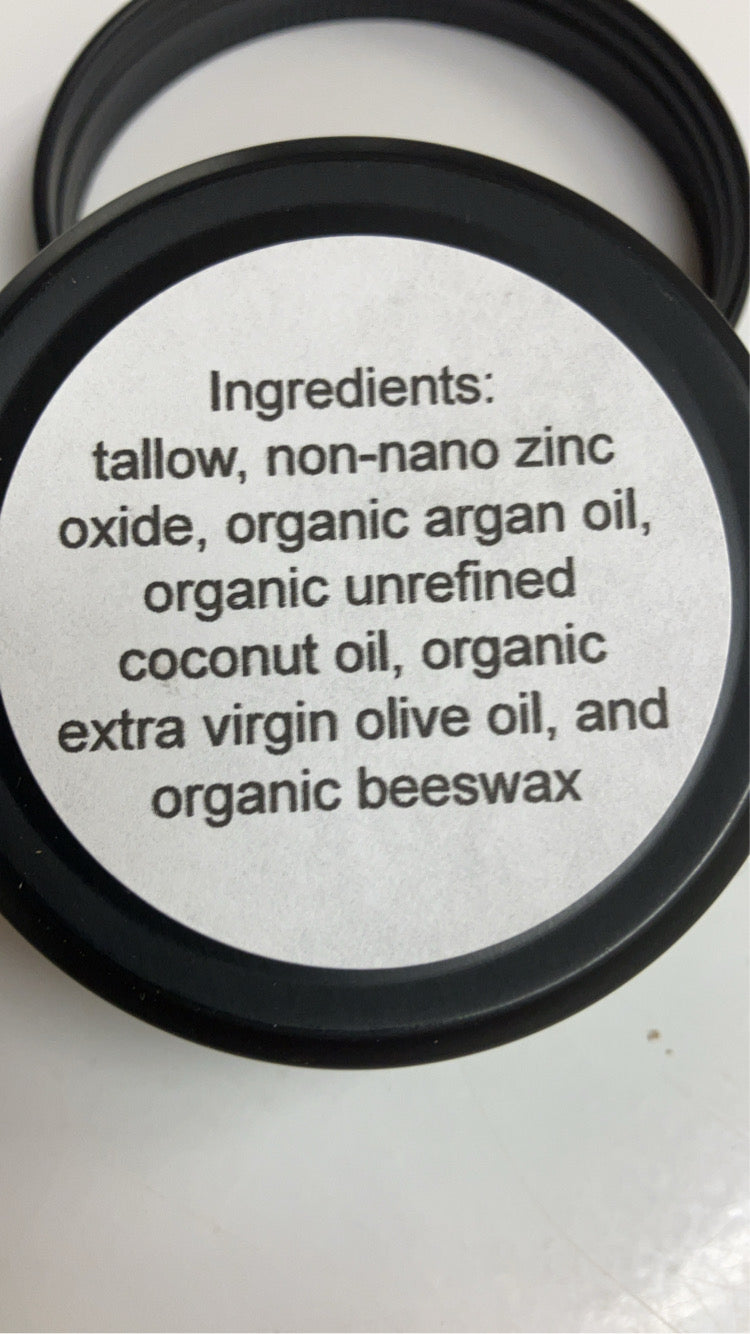 Ingredients:
tallow, non-nano zinc
oxide, organic argan oil,
organic unrefined
coconut oil, organic
extra virgin olive oil, and
organic beeswax